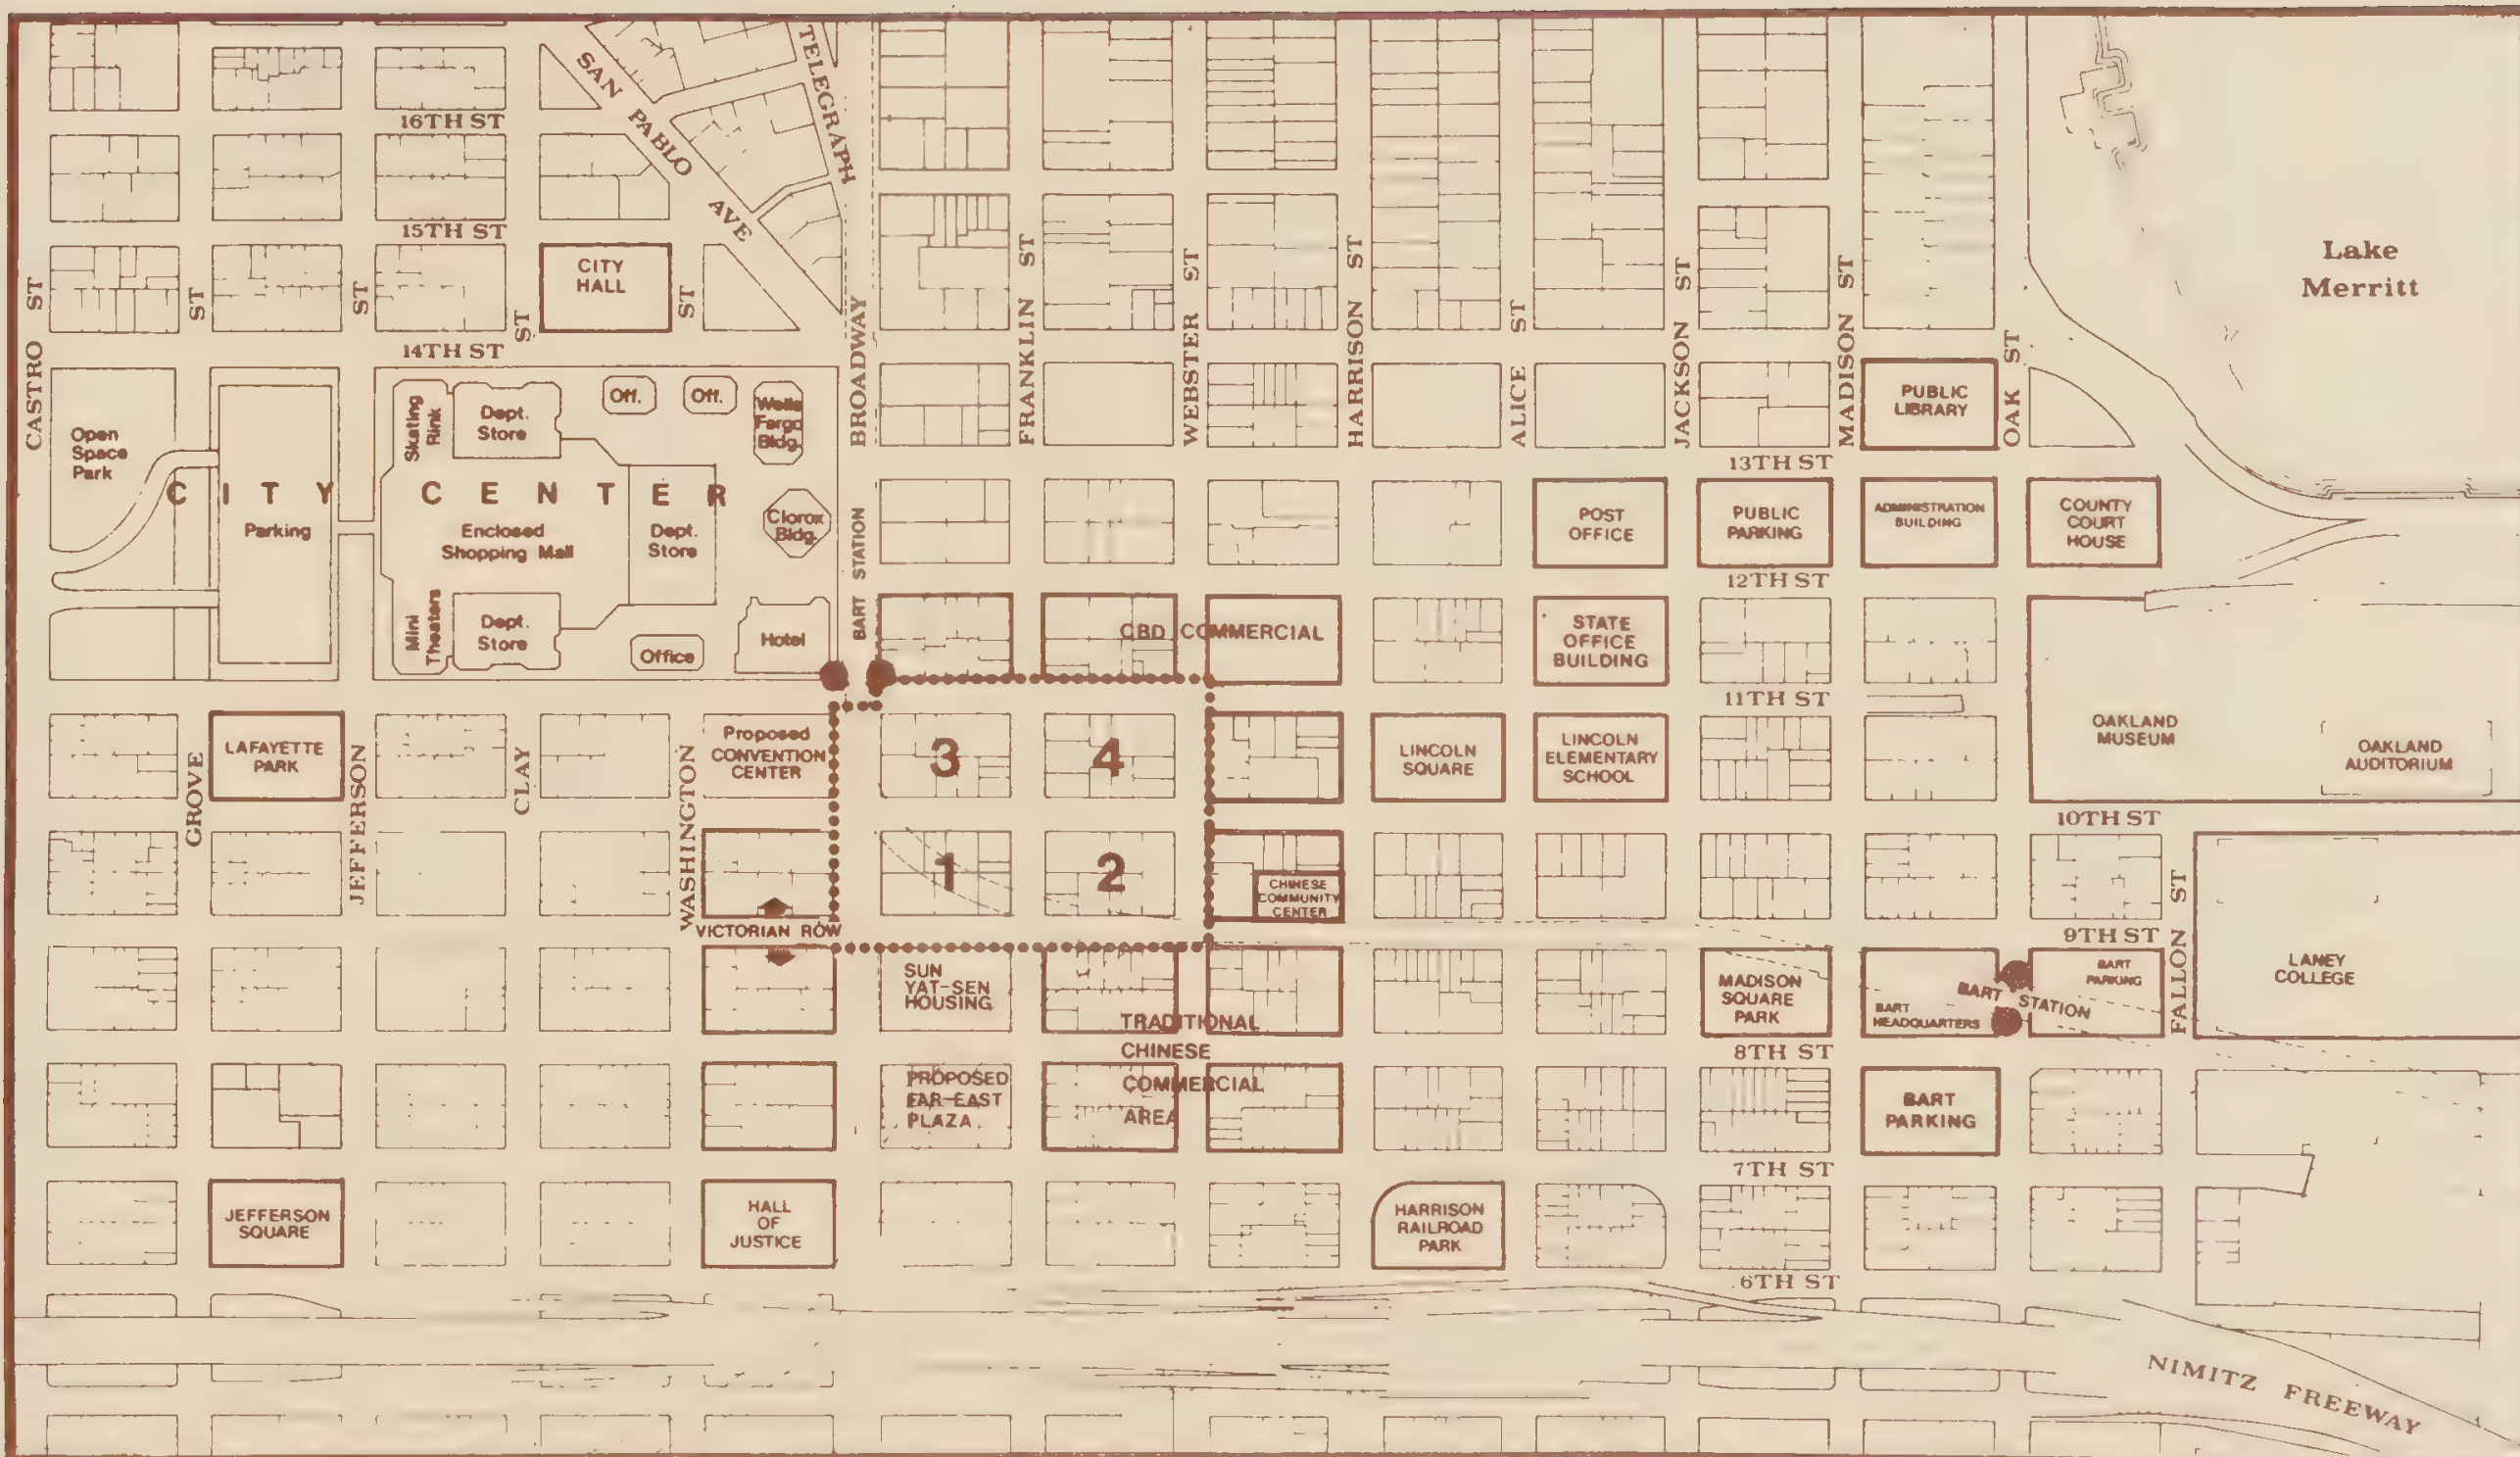 TELEGRAPH
SAN PABLO AVE
16TH ST
15TH ST
CITY
HALL
Lake
Merritt
CASTRO ST
ST
ST
ST
ST
BROADWAY
FRANKLIN ST
WEBSTER ST
HARRISON ST
ALICE ST
JACKSON ST
MADISON ST
OAK ST
14TH ST
Open
Space
Park
Skating
Rink
Dept.
Store
Off.
Off.
Wells
Fargo
Bldg.
PUBLIC
LIBRARY
13TH ST
CITY CENTER
Parking
Enclosed
Shopping Mall
Dept.
Store
Clorox
Bldg.
BART STATION
POST
OFFICE
PUBLIC
PARKING
ADMINISTRATION
BUILDING
COUNTY
COURT
HOUSE
12TH ST
Mini
Theaters
Dept.
Store
Office
Hotel
CBD COMMERCIAL
STATE
OFFICE
BUILDING
11TH ST
GROVE
LAFAYETTE
PARK
JEFFERSON
CLAY
WASHINGTON
Proposed
CONVENTION
CENTER
3
4
LINCOLN
SQUARE
LINCOLN
ELEMENTARY
SCHOOL
OAKLAND
MUSEUM
OAKLAND
AUDITORIUM
10TH ST
1
2
CHINESE
COMMUNITY
CENTER
VICTORIAN ROW
9TH ST
FALLON ST
SUN
YAT-SEN
HOUSING
MADISON
SQUARE
PARK
BART
HEADQUARTERS
BART STATION
BART
PARKING
LANEY
COLLEGE
TRADITIONAL
CHINESE
COMMERCIAL
AREA
8TH ST
PROPOSED
FAR-EAST
PLAZA
BART
PARKING
7TH ST
JEFFERSON
SQUARE
HALL
OF
JUSTICE
HARRISON
RAILROAD
PARK
6TH ST
NIMITZ FREEWAY